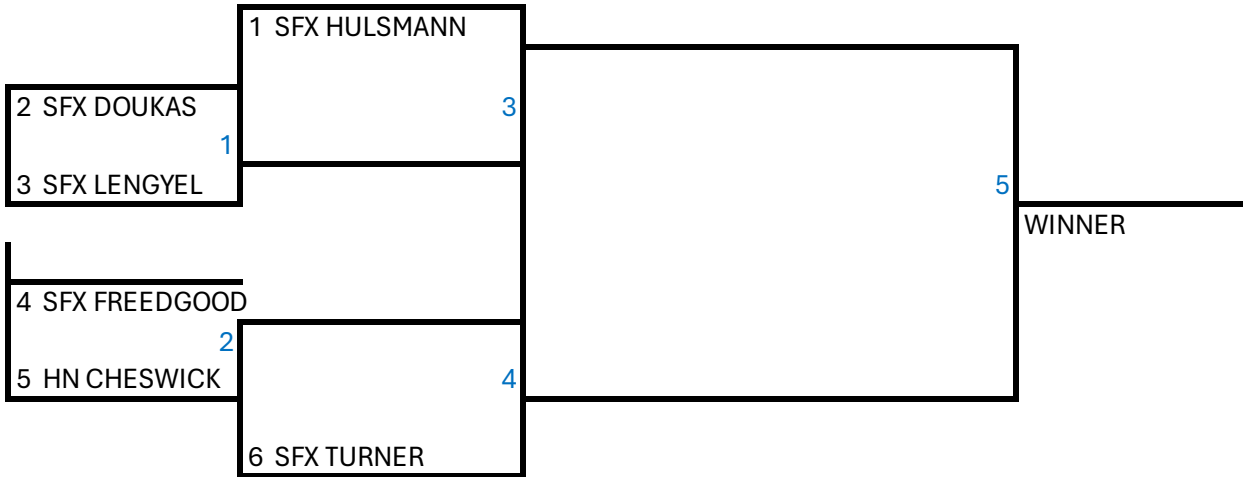 1 SFX HULSMANN
2 SFX DOUKAS
3
1
3 SFX LENGYEL
5
WINNER
4 SFX FREEDGOOD
2
5 HN CHESWICK
4
6 SFX TURNER